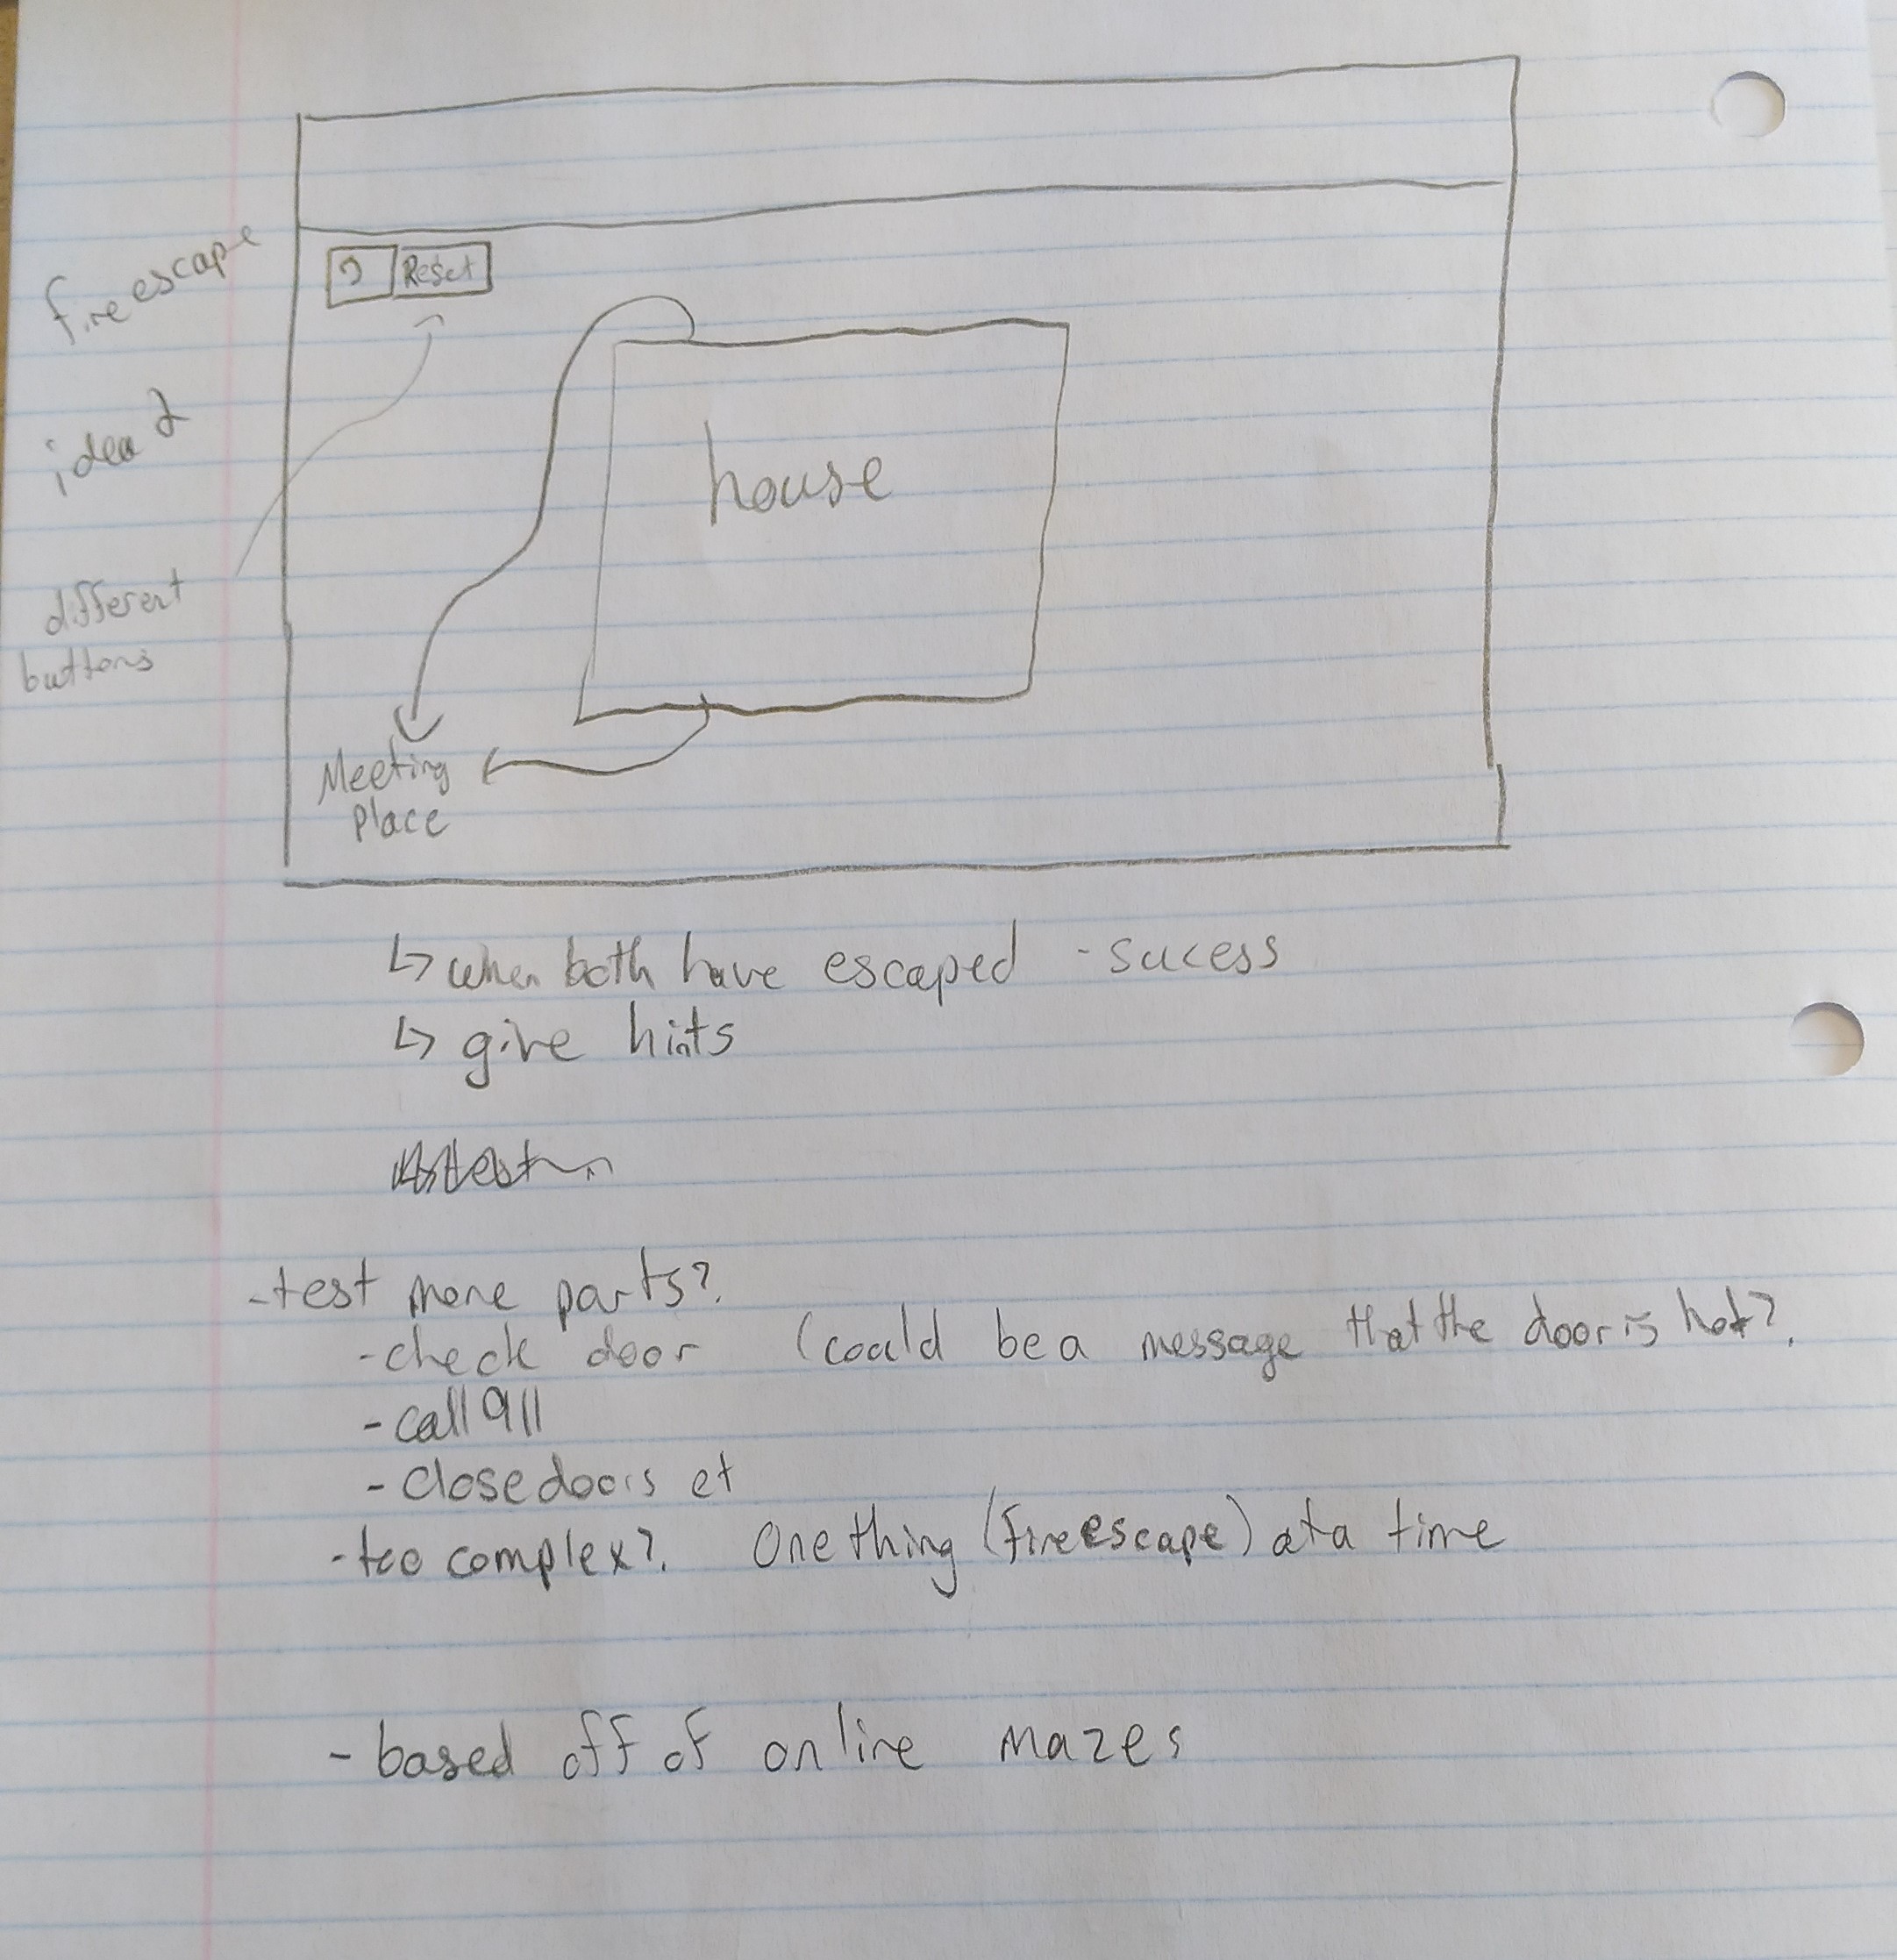 fire escape
idea 2
different
buttons
Reset
house
Meeting
Place
↳ when both have escaped - sucess
↳ give hints
- test more parts?
- check door (could be a message that the door is hot?
- call 911
- close doors et
- too complex? One thing (fire escape) at a time
- based off of online mazes